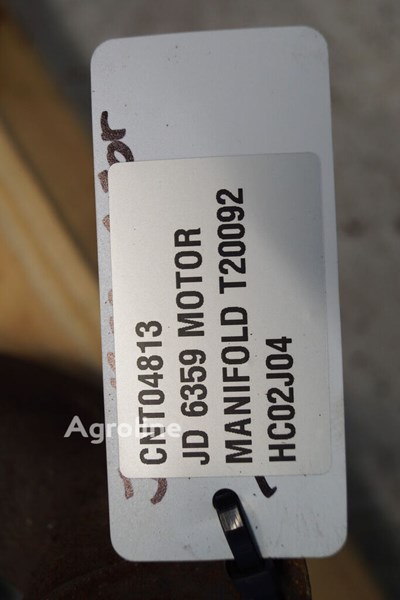 CNT04813
JD 6359 MOTOR
MANIFOLD T20092
HC02J04
Agroline